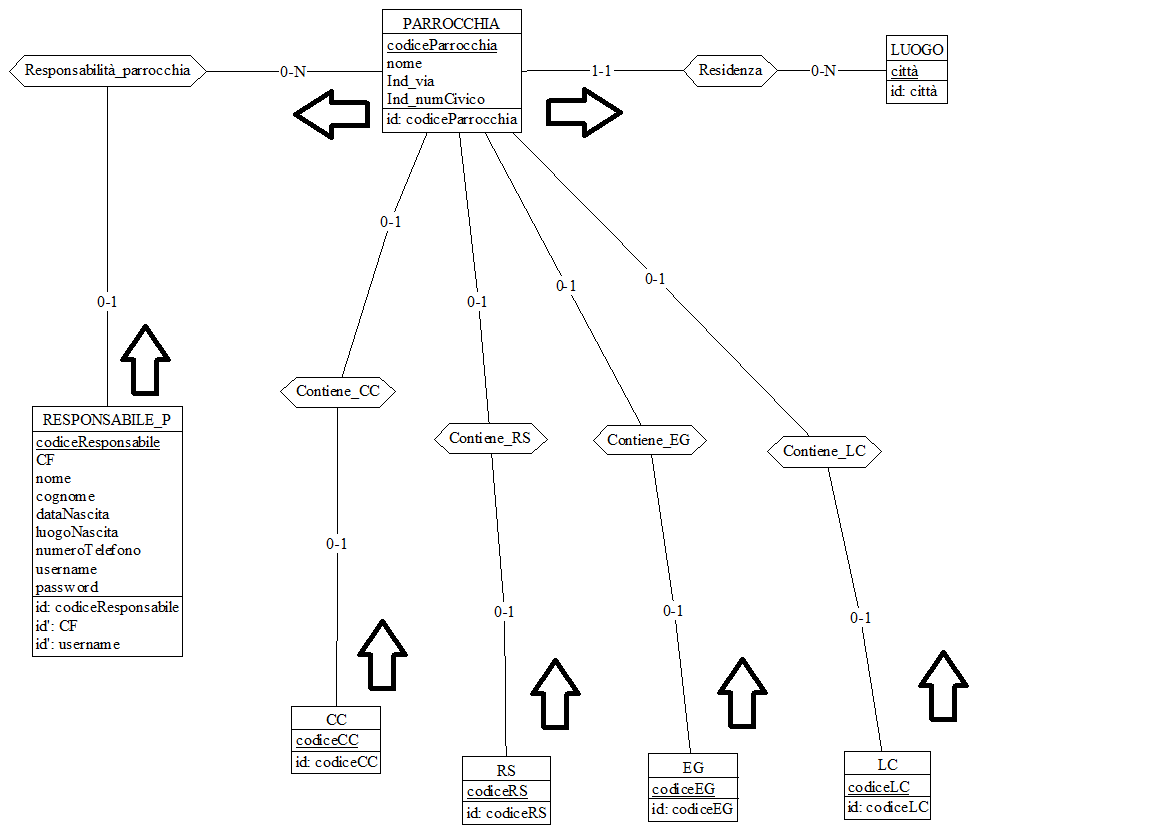 PARROCCHIA
codiceParrocchia
nome
Ind_via
Ind_numCivico
id: codiceParrocchia
Responsabilità_parrocchia
0-N
1-1
Residenza
0-N
LUOGO
città
id: città
0-1
0-1
0-1
0-1
0-1
Contiene_CC
Contiene_RS
Contiene_EG
Contiene_LC
RESPONSABILE_P
codiceResponsabile
CF
nome
cognome
dataNascita
luogoNascita
numeroTelefono
username
password
id: codiceResponsabile
id': CF
id': username
0-1
0-1
0-1
0-1
CC
codiceCC
id: codiceCC
RS
codiceRS
id: codiceRS
EG
codiceEG
id: codiceEG
LC
codiceLC
id: codiceLC